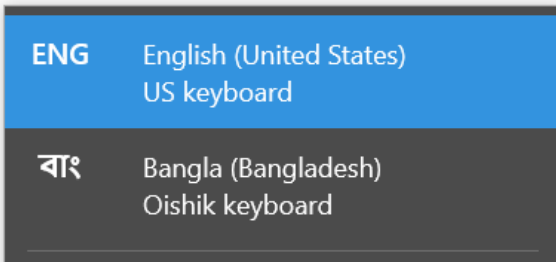 ENG English (United States)
US keyboard
বাং Bangla (Bangladesh)
Oishik keyboard